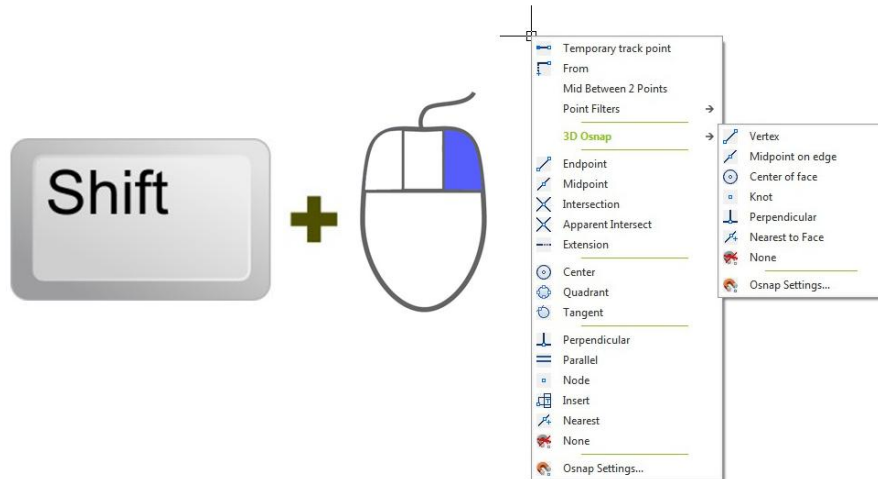 Shift
Temporary track point
From
Mid Between 2 Points
Point Filters
3D Osnap
Endpoint
Midpoint
Intersection
Apparent Intersect
Extension
Center
Quadrant
Tangent
Perpendicular
Parallel
Node
Insert
Nearest
None
Osnap Settings...
Vertex
Midpoint on edge
Center of face
Knot
Perpendicular
Nearest to Face
None
Osnap Settings...